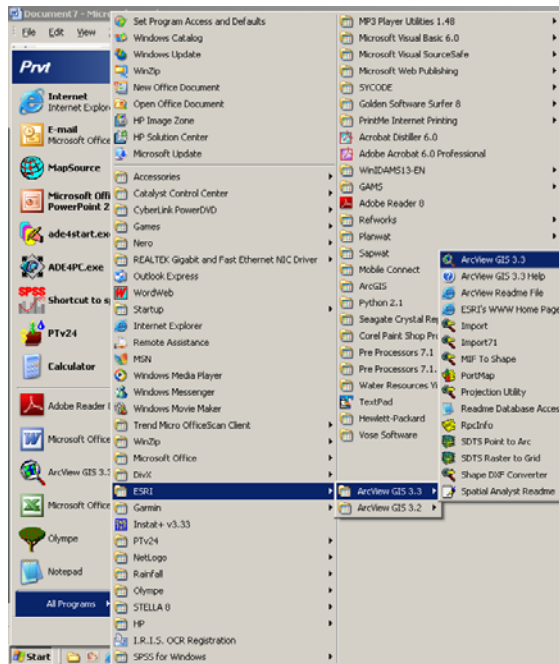 Document7 - Micr
File Edit View
Prvt
Internet
Internet Explor
E-mail
Microsoft Office
MapSource
Microsoft Offi
PowerPoint 2
ade4start.ex
ADE4PC.exe
Shortcut to s
PTv24
Calculator
Adobe Reader
Microsoft Office
ArcView GIS 3.
Microsoft Office
Olympe
Notepad
All Programs
Start
Set Program Access and Defaults
Windows Catalog
Windows Update
WinZip
New Office Document
Open Office Document
HP Image Zone
HP Solution Center
Microsoft Update
Accessories
Catalyst Control Center
CyberLink PowerDVD
Games
Nero
REALTEK Gigabit and Fast Ethernet NIC Driver
Outlook Express
WordWeb
Startup
Internet Explorer
Remote Assistance
MSN
Windows Media Player
Windows Messenger
Windows Movie Maker
Trend Micro OfficeScan Client
WinZip
Microsoft Office
DivX
ESRI
Garmin
Instat+ v3.33
PTv24
NetLogo
Rainfall
Olympe
STELLA 8
HP
I.R.I.S. OCR Registration
SPSS for Windows
MP3 Player Utilities 1.48
Microsoft Visual Basic 6.0
Microsoft Visual SourceSafe
Microsoft Web Publishing
SYCODE
Golden Software Surfer 8
PrintMe Internet Printing
Acrobat Distiller 6.0
Adobe Acrobat 6.0 Professional
WinIDAMS13-EN
GAMS
Adobe Reader 8
Refworks
Planwat
Sapwat
Mobile Connect
ArcGIS
Python 2.1
Seagate Crystal Re
Corel Paint Shop Pr
Pre Processors 7.1
Pre Processors 7.1.
Water Resources Yi
TextPad
Hewlett-Packard
Vose Software
ArcView GIS 3.3
ArcView GIS 3.2
ArcView GIS 3.3
ArcView GIS 3.3 Help
ArcView Readme File
ESRI's WWW Home Page
Import
Import71
MIF To Shape
PortMap
Projection Utility
Readme Database Acces
RpcInfo
SDTS Point to Arc
SDTS Raster to Grid
Shape DXF Converter
Spatial Analyst Readme